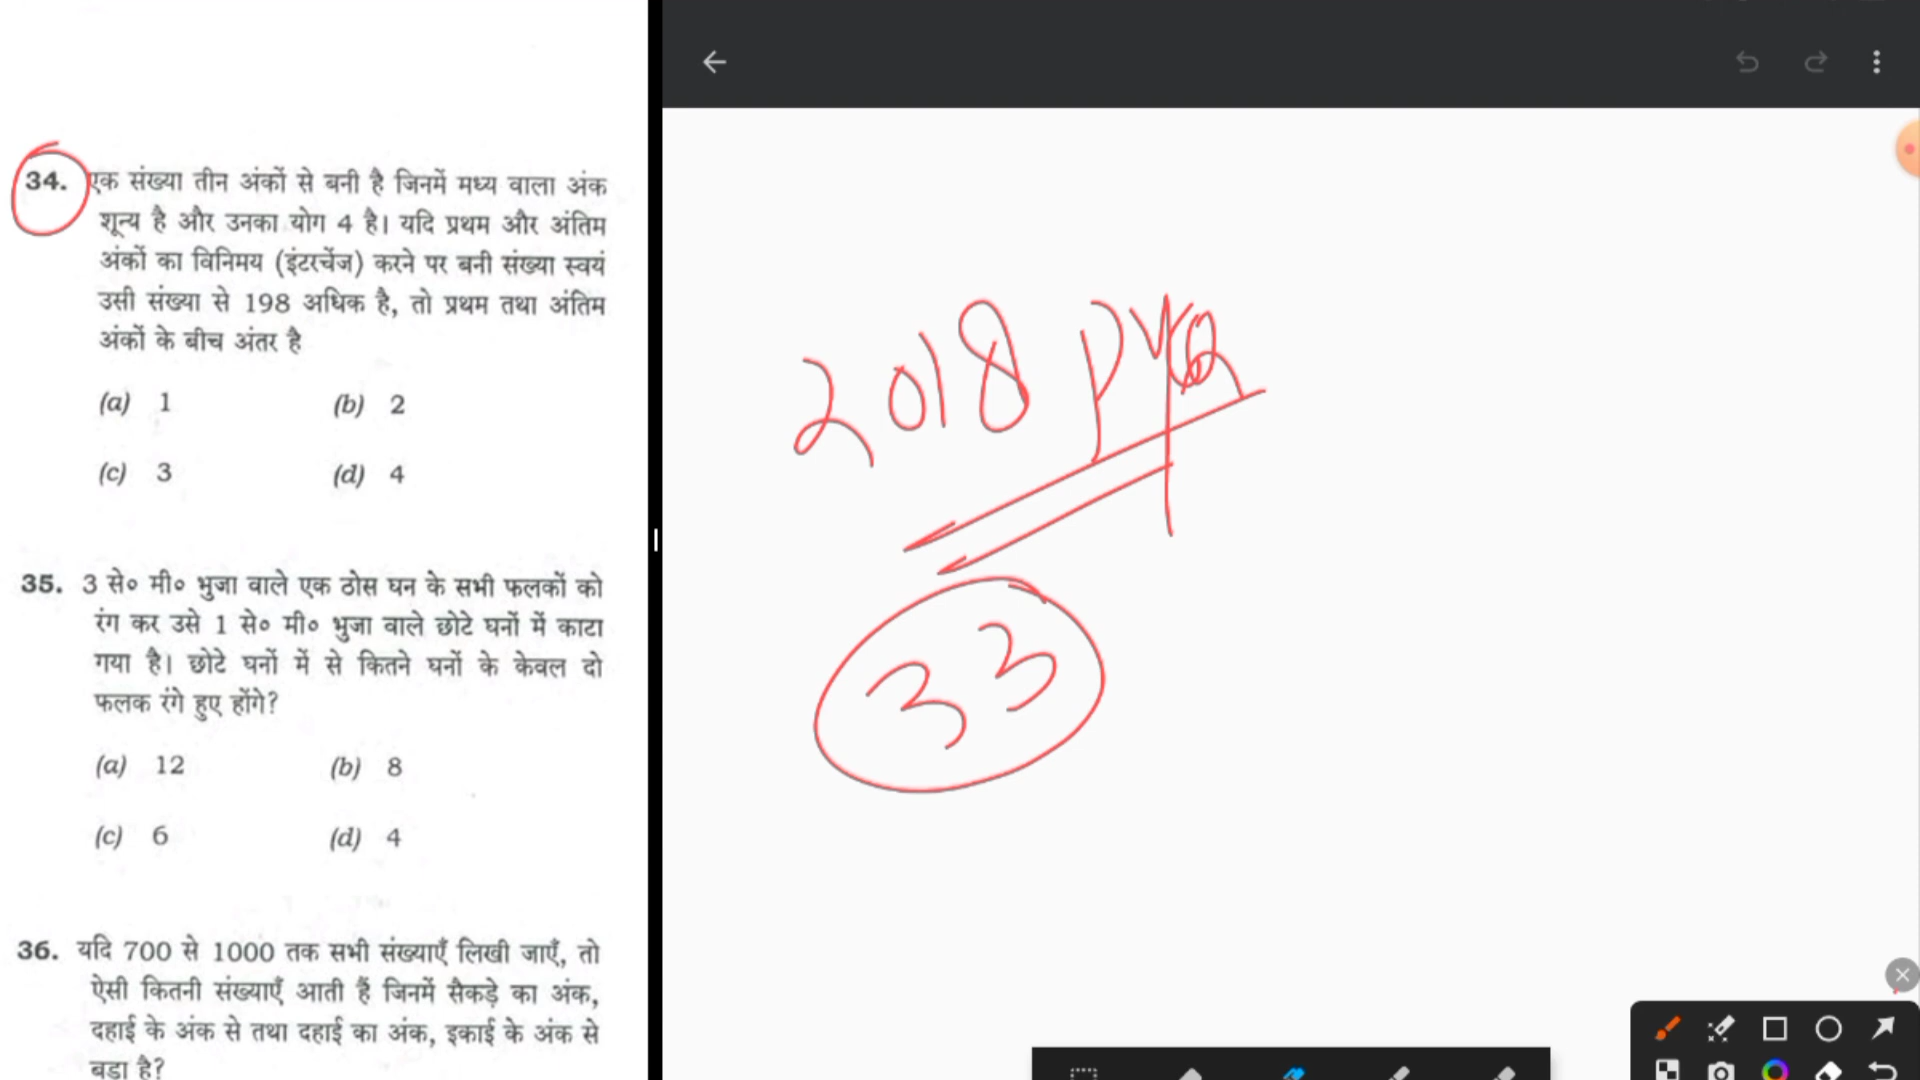 34. एक संख्या तीन अंकों से बनी है जिनमें मध्य वाला अंक
शून्य है और उनका योग 4 है। यदि प्रथम और अंतिम
अंकों का विनिमय (इंटरचेंज) करने पर बनी संख्या स्वयं
उसी संख्या से 198 अधिक है, तो प्रथम तथा अंतिम
अंकों के बीच अंतर है
(a) 1 (b) 2
(c) 3 (d) 4
35. 3 से० मी० भुजा वाले एक ठोस घन के सभी फलकों को
रंग कर उसे 1 से० मी० भुजा वाले छोटे घनों में काटा
गया है। छोटे घनों में से कितने घनों के केवल दो
फलक रंगे हुए होंगे?
(a) 12 (b) 8
(c) 6 (d) 4
36. यदि 700 से 1000 तक सभी संख्याएँ लिखी जाएँ, तो
ऐसी कितनी संख्याएँ आती हैं जिनमें सैकड़े का अंक,
दहाई के अंक से तथा दहाई का अंक, इकाई के अंक से
बड़ा है?
2018 PYQ
33